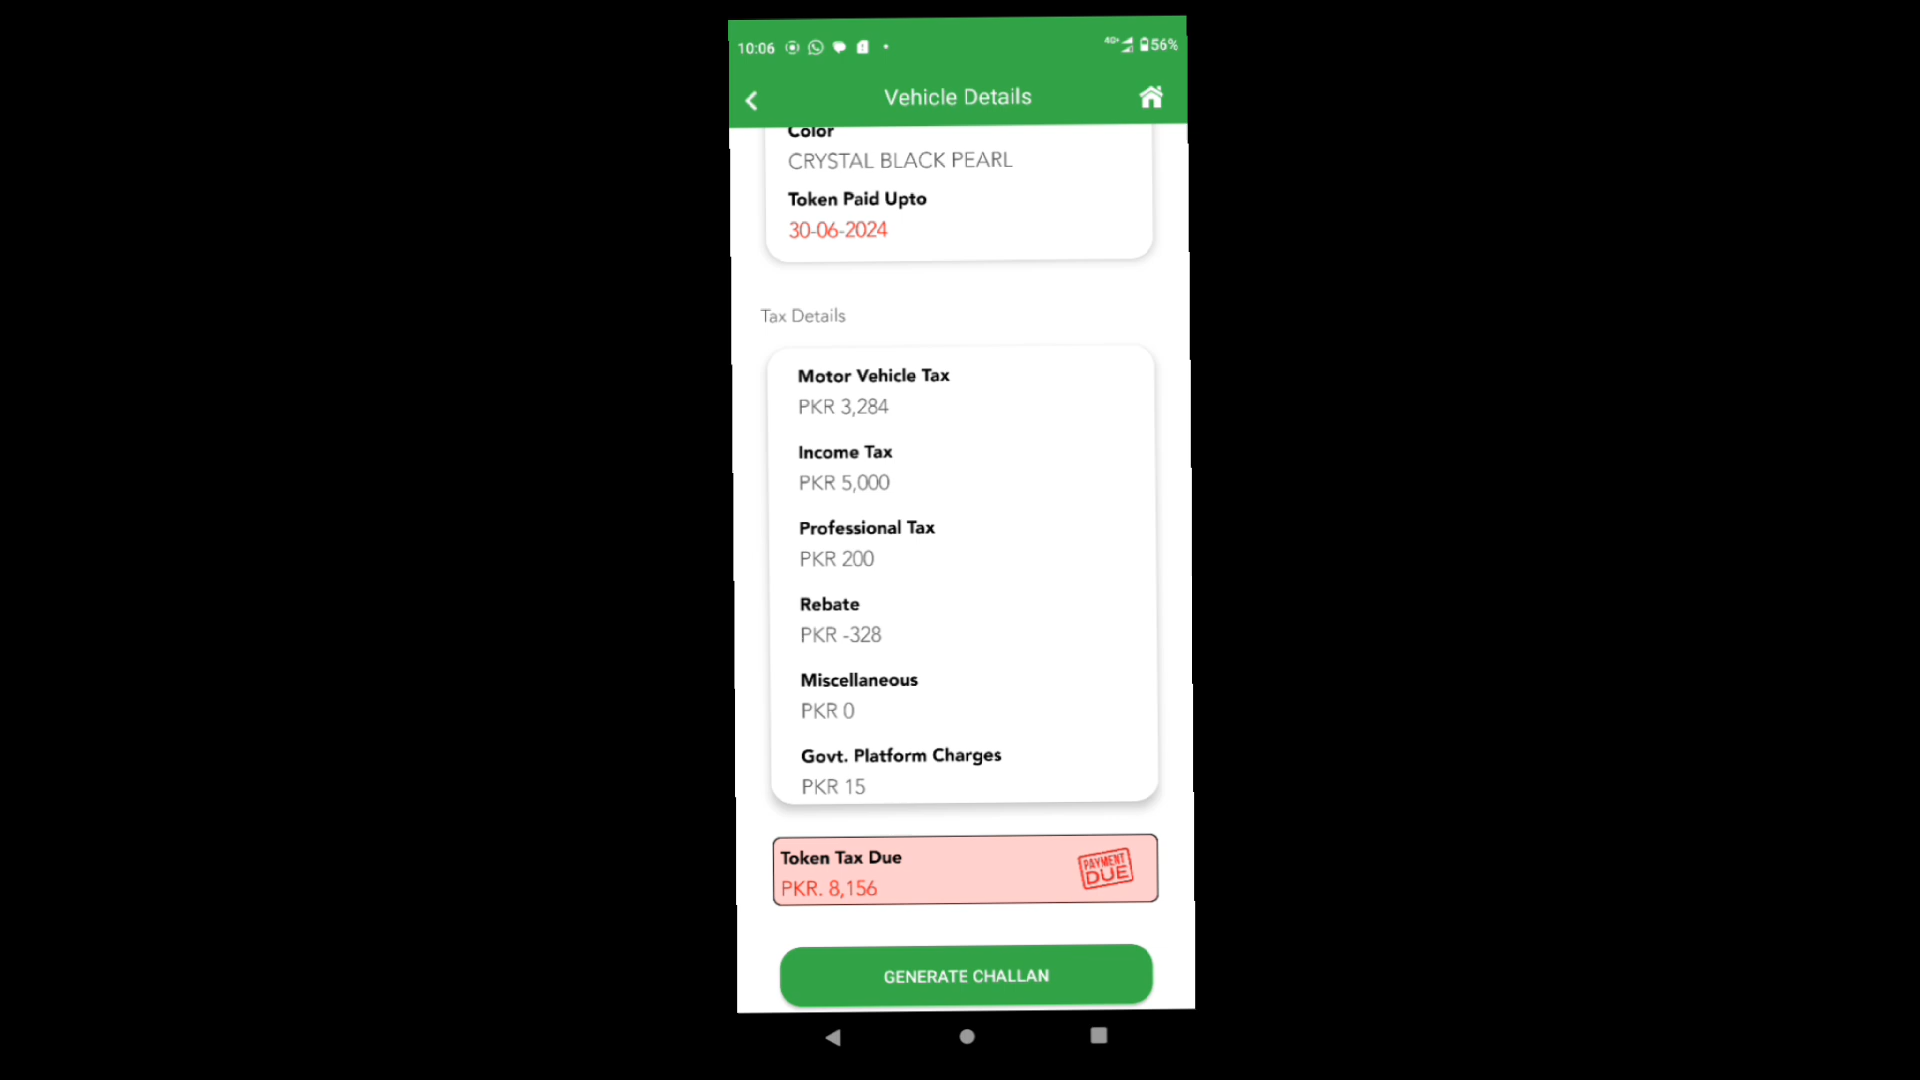 10:06
4G+
56%
Vehicle Details
Color
CRYSTAL BLACK PEARL
Token Paid Upto
30-06-2024
Tax Details
Motor Vehicle Tax
PKR 3,284
Income Tax
PKR 5,000
Professional Tax
PKR 200
Rebate
PKR -328
Miscellaneous
PKR 0
Govt. Platform Charges
PKR 15
Token Tax Due
PKR. 8,156
PAYMENT
DUE
GENERATE CHALLAN